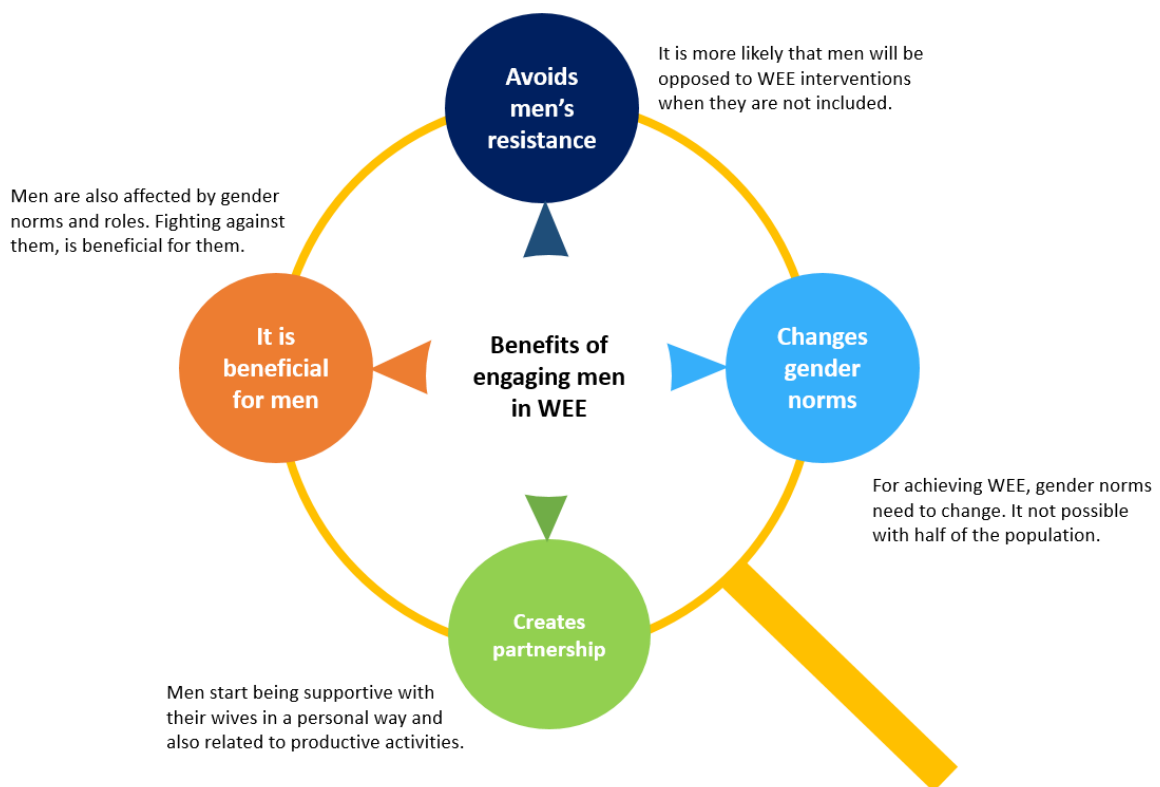 Avoids
men's
resistance
It is more likely that men will be
opposed to WEE interventions
when they are not included.
Men are also affected by gender
norms and roles. Fighting against
them, is beneficial for them.
It is
beneficial
for men
Benefits of
engaging men
in WEE
Changes
gender
norms
For achieving WEE, gender norms
need to change. It not possible
with half of the population.
Creates
partnership
Men start being supportive with
their wives in a personal way and
also related to productive activities.